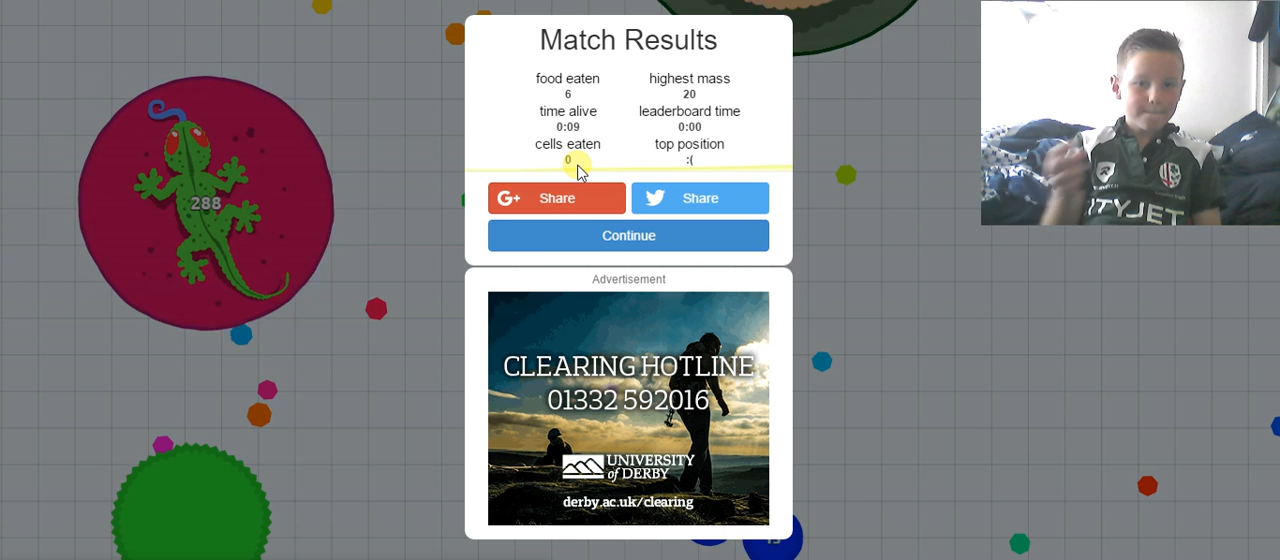 Match Results
food eaten
6
highest mass
20
time alive
0:09
leaderboard time
0:00
cells eaten
0
top position
:(
G+ Share
Share
Continue
Advertisement
CLEARING HOTLINE
01332 592016
UNIVERSITY
of DERBY
derby.ac.uk/clearing
288
ITYJET